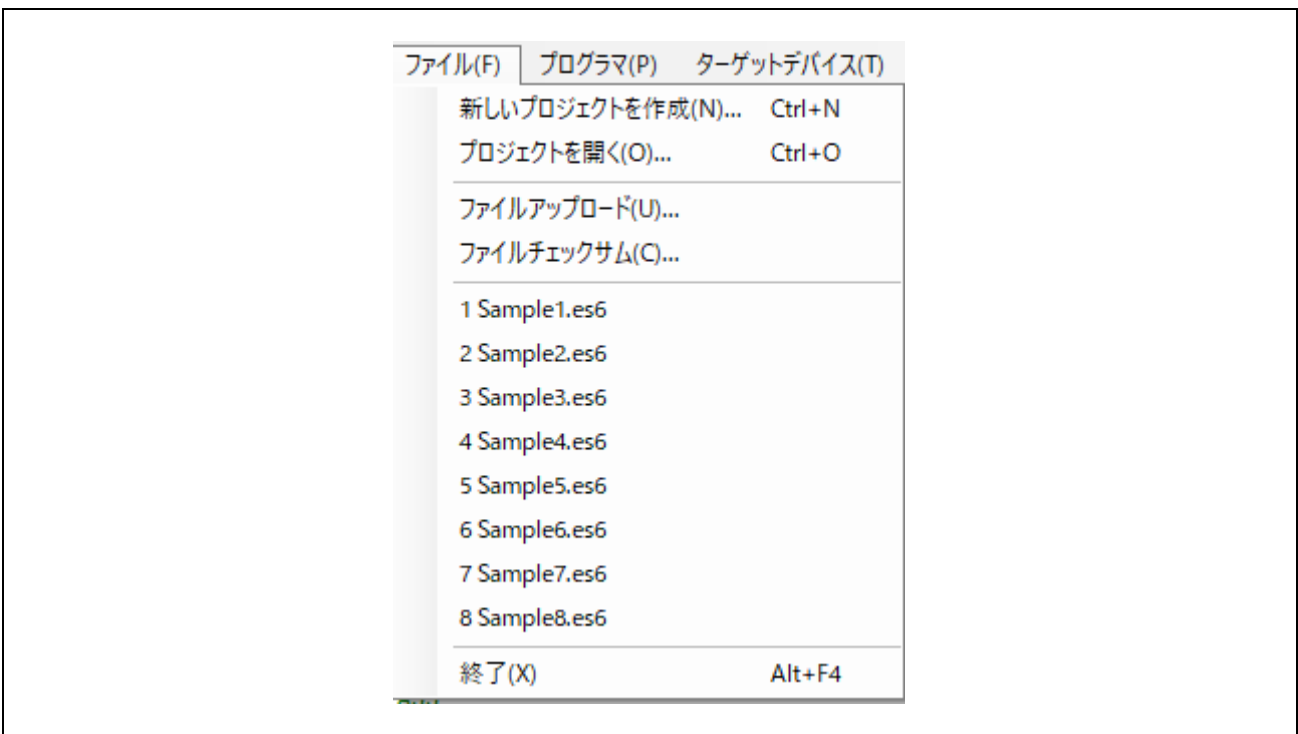 ファイル(F) プログラマ(P) ターゲットデバイス(T)
新しいプロジェクトを作成(N)... Ctrl+N
プロジェクトを開く(O)... Ctrl+O
ファイルアップロード(U)...
ファイルチェックサム(C)...
1 Sample1.es6
2 Sample2.es6
3 Sample3.es6
4 Sample4.es6
5 Sample5.es6
6 Sample6.es6
7 Sample7.es6
8 Sample8.es6
終了(X) Alt+F4